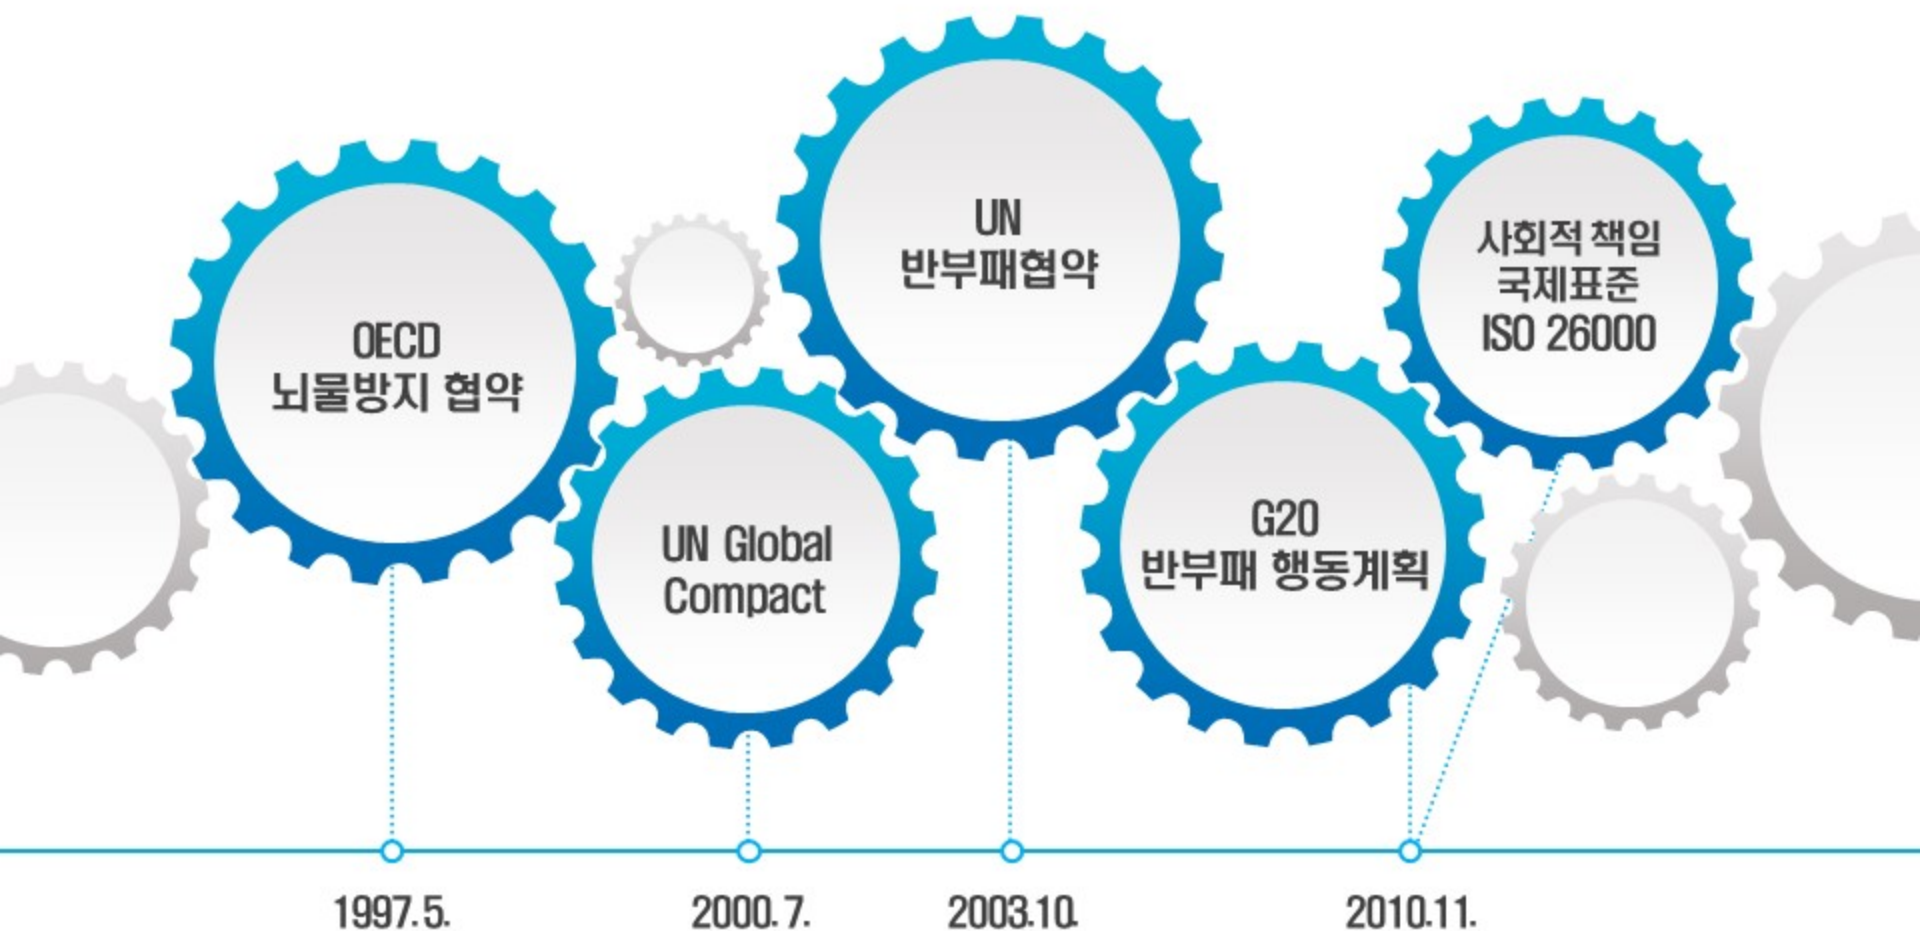 OECD
뇌물방지 협약
UN Global
Compact
UN
반부패협약
G20
반부패 행동계획
사회적 책임
국제표준
ISO 26000
1997.5.
2000.7.
2003.10.
2010.11.